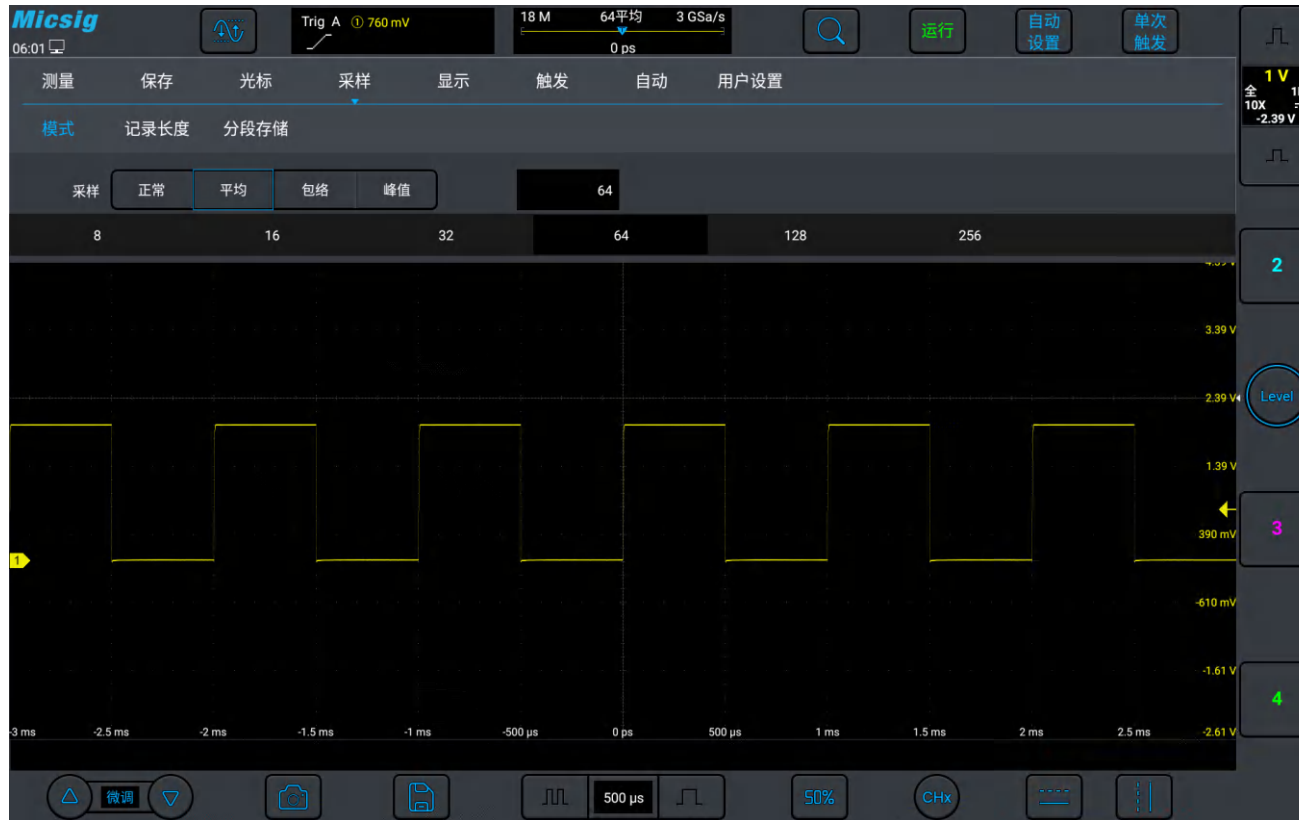 Micsig
06:01
Trig A ① 760 mV
18 M 64平均 3 GSa/s
0 ps
运行
自动
设置
单次
触发
测量 保存 光标 采样 显示 触发 自动 用户设置
1 V
全 1
10X
-2.39 V
模式 记录长度 分段存储
采样 正常 平均 包络 峰值 64
8 16 32 64 128 256
2
3.39 V
2.39 V
Level
1.39 V
3
390 mV
1
-610 mV
-1.61 V
4
-3 ms -2.5 ms -2 ms -1.5 ms -1 ms -500 µs 0 ps 500 µs 1 ms 1.5 ms 2 ms 2.5 ms -2.61 V
微调 500 µs 50% CHx